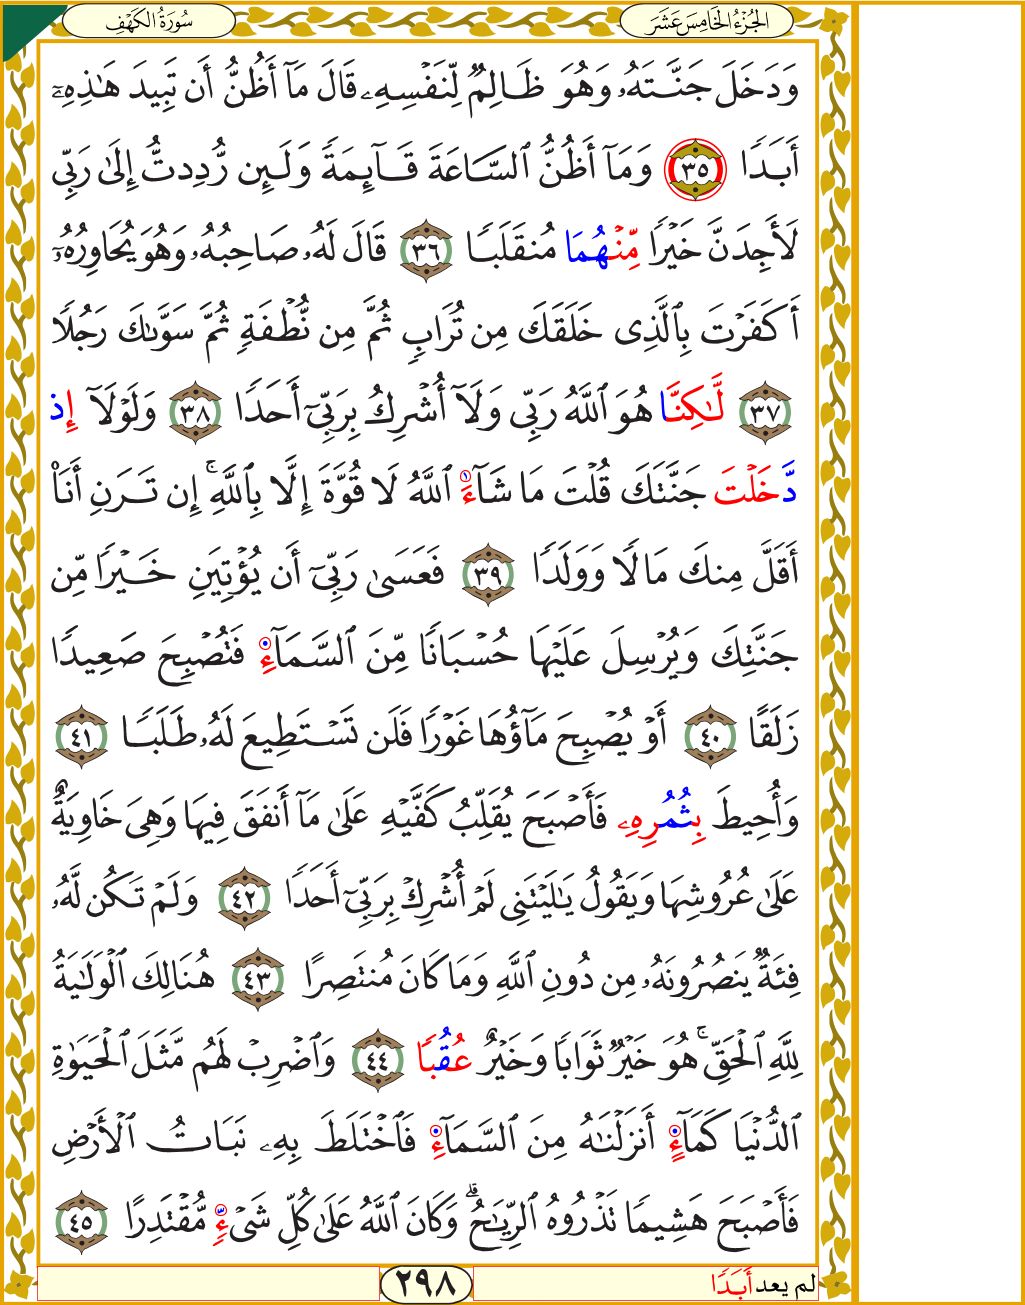 الجُزْءُ الْخَامِسَ عَشَرَ
سُورَةُ الكَهْفِ
وَدَخَلَ جَنَّتَهُۥ وَهُوَ ظَالِمٌۭ لِّنَفْسِهِۦ قَالَ مَآ أَظُنُّ أَن تَبِيدَ هَٰذِهِۦٓ
أَبَدًۭا ٣٥ وَمَآ أَظُنُّ ٱلسَّاعَةَ قَآئِمَةًۭ وَلَئِن رُّدِدتُّ إِلَىٰ رَبِّى
لَأَجِدَنَّ خَيْرًۭا مِّنْهُمَا مُنقَلَبًۭا ٣٦ قَالَ لَهُۥ صَاحِبُهُۥ وَهُوَ يُحَاوِرُهُۥٓ
أَكَفَرْتَ بِٱلَّذِى خَلَقَكَ مِن تُرَابٍۢ ثُمَّ مِن نُّطْفَةٍۢ ثُمَّ سَوَّىٰكَ رَجُلًۭا
٣٧ لَّٰكِنَّا هُوَ ٱللَّهُ رَبِّى وَلَآ أُشْرِكُ بِرَبِّىٓ أَحَدًۭا ٣٨ وَلَوْلَآ إِذ
دَّخَلْتَ جَنَّتَكَ قُلْتَ مَا شَآءَ ٱللَّهُ لَا قُوَّةَ إِلَّا بِٱللَّهِ ۚ إِن تَرَنِ أَنَا۠
أَقَلَّ مِنكَ مَالًۭا وَوَلَدًۭا ٣٩ فَعَسَىٰ رَبِّىٓ أَن يُؤْتِيَنِ خَيْرًۭا مِّن
جَنَّتِكَ وَيُرْسِلَ عَلَيْهَا حُسْبَانًۭا مِّنَ ٱلسَّمَآءِ فَتُصْبِحَ صَعِيدًۭا
زَلَقًا ٤٠ أَوْ يُصْبِحَ مَآؤُهَا غَوْرًۭا فَلَن تَسْتَطِيعَ لَهُۥ طَلَبًۭا ٤١
وَأُحِيطَ بِثُمُرِهِۦ فَأَصْبَحَ يُقَلِّبُ كَفَّيْهِ عَلَىٰ مَآ أَنفَقَ فِيهَا وَهِىَ خَاوِيَةٌ
عَلَىٰ عُرُوشِهَا وَيَقُولُ يَٰلَيْتَنِى لَمْ أُشْرِكْ بِرَبِّىٓ أَحَدًۭا ٤٢ وَلَمْ تَكُن لَّهُۥ
فِئَةٌۭ يَنصُرُونَهُۥ مِن دُونِ ٱللَّهِ وَمَا كَانَ مُنتَصِرًا ٤٣ هُنَالِكَ ٱلْوَلَٰيَةُ
لِلَّهِ ٱلْحَقِّ ۚ هُوَ خَيْرٌۭ ثَوَابًۭا وَخَيْرٌ عُقُبًۭا ٤٤ وَٱضْرِبْ لَهُم مَّثَلَ ٱلْحَيَوٰةِ
ٱلدُّنْيَا كَمَآءٍ أَنزَلْنَٰهُ مِنَ ٱلسَّمَآءِ فَٱخْتَلَطَ بِهِۦ نَبَاتُ ٱلْأَرْضِ
فَأَصْبَحَ هَشِيمًۭا تَذْرُوهُ ٱلرِّيَٰحُ ۗ وَكَانَ ٱللَّهُ عَلَىٰ كُلِّ شَىْءٍۢ مُّقْتَدِرًا ٤٥
لم يعد أَبَدًۭا
٢٩٨